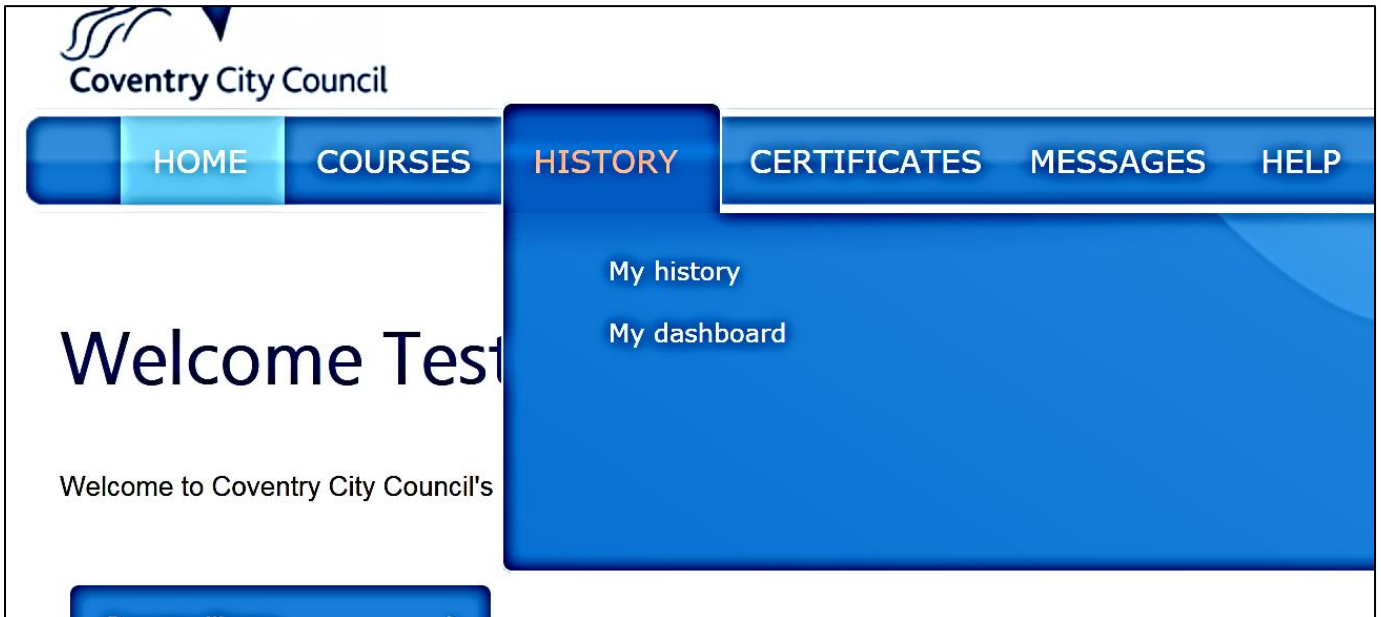 Coventry City Council
HOME COURSES HISTORY CERTIFICATES MESSAGES HELP
My history
My dashboard
Welcome Test
Welcome to Coventry City Council's